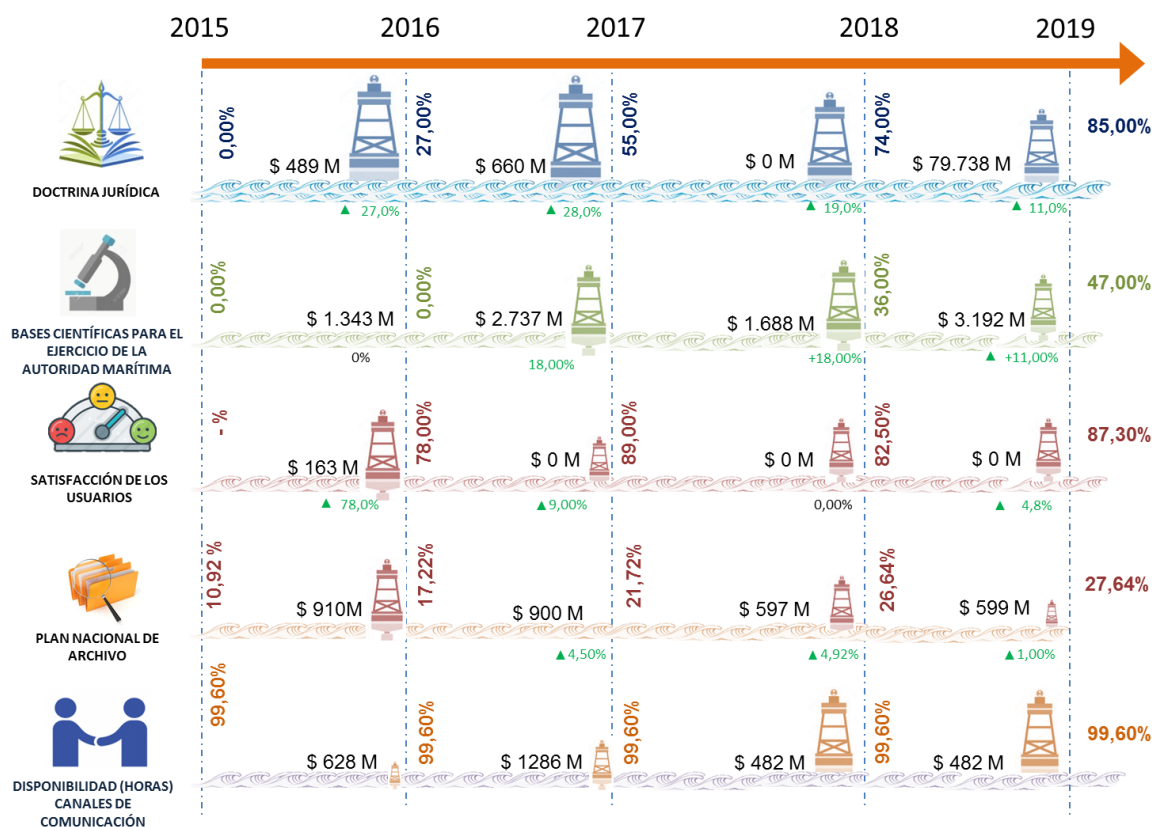 2015 2016 2017 2018 2019
0,00% 27,00% 55,00% 74,00% 85,00%
$ 489 M $ 660 M $ 0 M $ 79.738 M
DOCTRINA JURÍDICA
▲ 27,0% ▲ 28,0% ▲ 19,0% ▲ 11,0%
0,00% 0,00% 36,00% 47,00%
$ 1.343 M $ 2.737 M $ 1.688 M $ 3.192 M
BASES CIENTÍFICAS PARA EL
EJERCICIO DE LA
AUTORIDAD MARÍTIMA
0% 18,00% +18,00% ▲ +11,00%
- % 78,00% 89,00% 82,50% 87,30%
$ 163 M $ 0 M $ 0 M $ 0 M
SATISFACCIÓN DE LOS
USUARIOS
▲ 78,0% ▲ 9,00% 0,00% ▲ 4,8%
10,92 % 17,22% 21,72% 26,64% 27,64%
$ 910M $ 900 M $ 597 M $ 599 M
PLAN NACIONAL DE
ARCHIVO
▲ 4,50% ▲ 4,92% ▲ 1,00%
99,60% 99,60% 99,60% 99,60% 99,60%
$ 628 M $ 1286 M $ 482 M $ 482 M
DISPONIBILIDAD (HORAS)
CANALES DE
COMUNICACIÓN